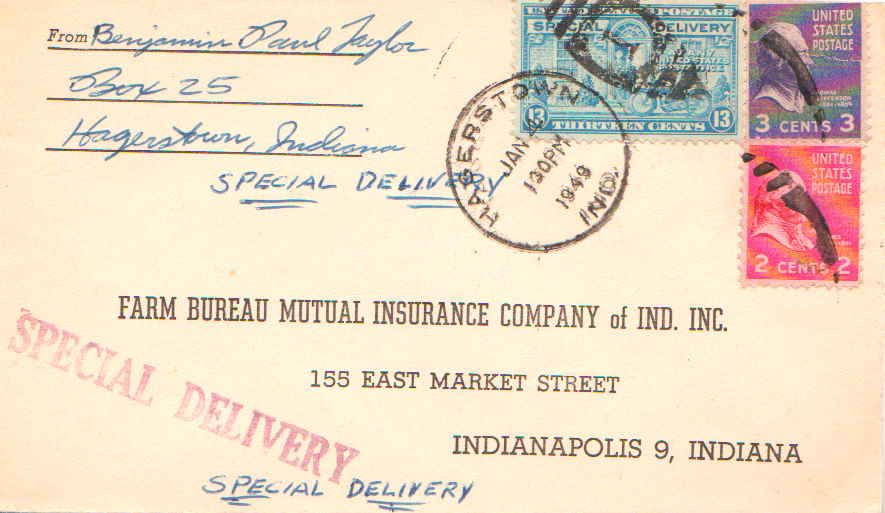 From Benjamin Paul Taylor
Box 25
Hagerstown, Indiana
SPECIAL DELIVERY
POSTAGE
SPECIAL DELIVERY
13 THIRTEEN CENTS 13
HAGERSTOWN
JAN
130PM
1949
IND.
UNITED
STATES
POSTAGE
3 CENTS 3
UNITED
STATES
POSTAGE
2 CENTS 2
FARM BUREAU MUTUAL INSURANCE COMPANY of IND. INC.
155 EAST MARKET STREET
INDIANAPOLIS 9, INDIANA
SPECIAL DELIVERY
SPECIAL DELIVERY